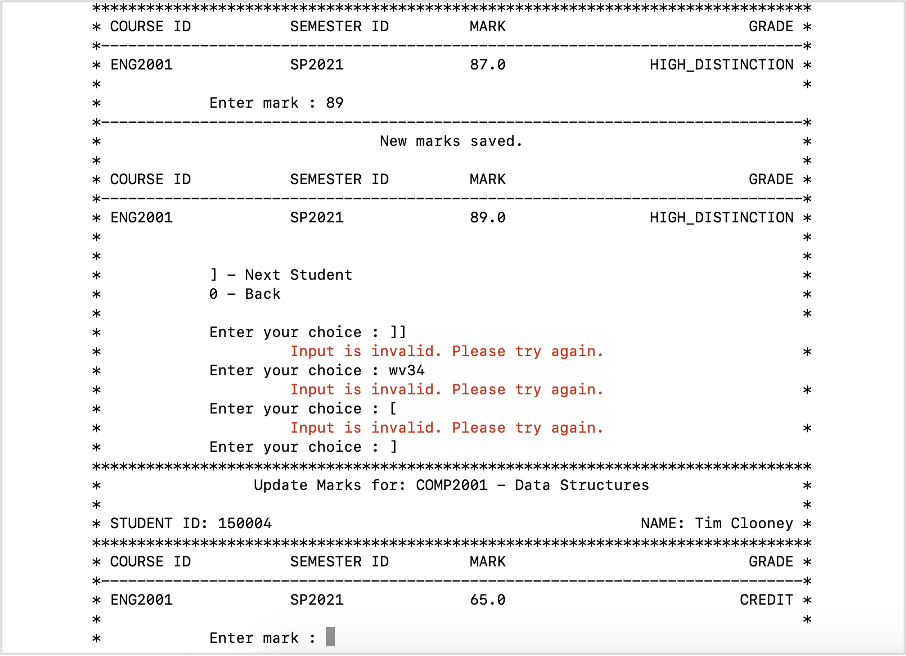 *******************************************************************************
* COURSE ID           SEMESTER ID         MARK                           GRADE *
*------------------------------------------------------------------------------*
* ENG2001             SP2021              87.0                HIGH_DISTINCTION *
*                                                                              *
*            Enter mark : 89
*------------------------------------------------------------------------------*
*                               New marks saved.                               *
*                                                                              *
* COURSE ID           SEMESTER ID         MARK                           GRADE *
*------------------------------------------------------------------------------*
* ENG2001             SP2021              89.0                HIGH_DISTINCTION *
*                                                                              *
*                                                                              *
*            ] – Next Student                                                  *
*            0 – Back                                                          *
*                                                                              *
*            Enter your choice : ]]
                      Input is invalid. Please try again.                      *
*            Enter your choice : wv34
*                     Input is invalid. Please try again.                      *
*            Enter your choice : [
*                     Input is invalid. Please try again.                      *
*            Enter your choice : ]
*******************************************************************************
*                 Update Marks for: COMP2001 – Data Structures                 *
*                                                                              *
* STUDENT ID: 150004                                         NAME: Tim Clooney *
*******************************************************************************
* COURSE ID           SEMESTER ID         MARK                           GRADE *
*------------------------------------------------------------------------------*
* ENG2001             SP2021              65.0                          CREDIT *
*                                                                              *
*            Enter mark :